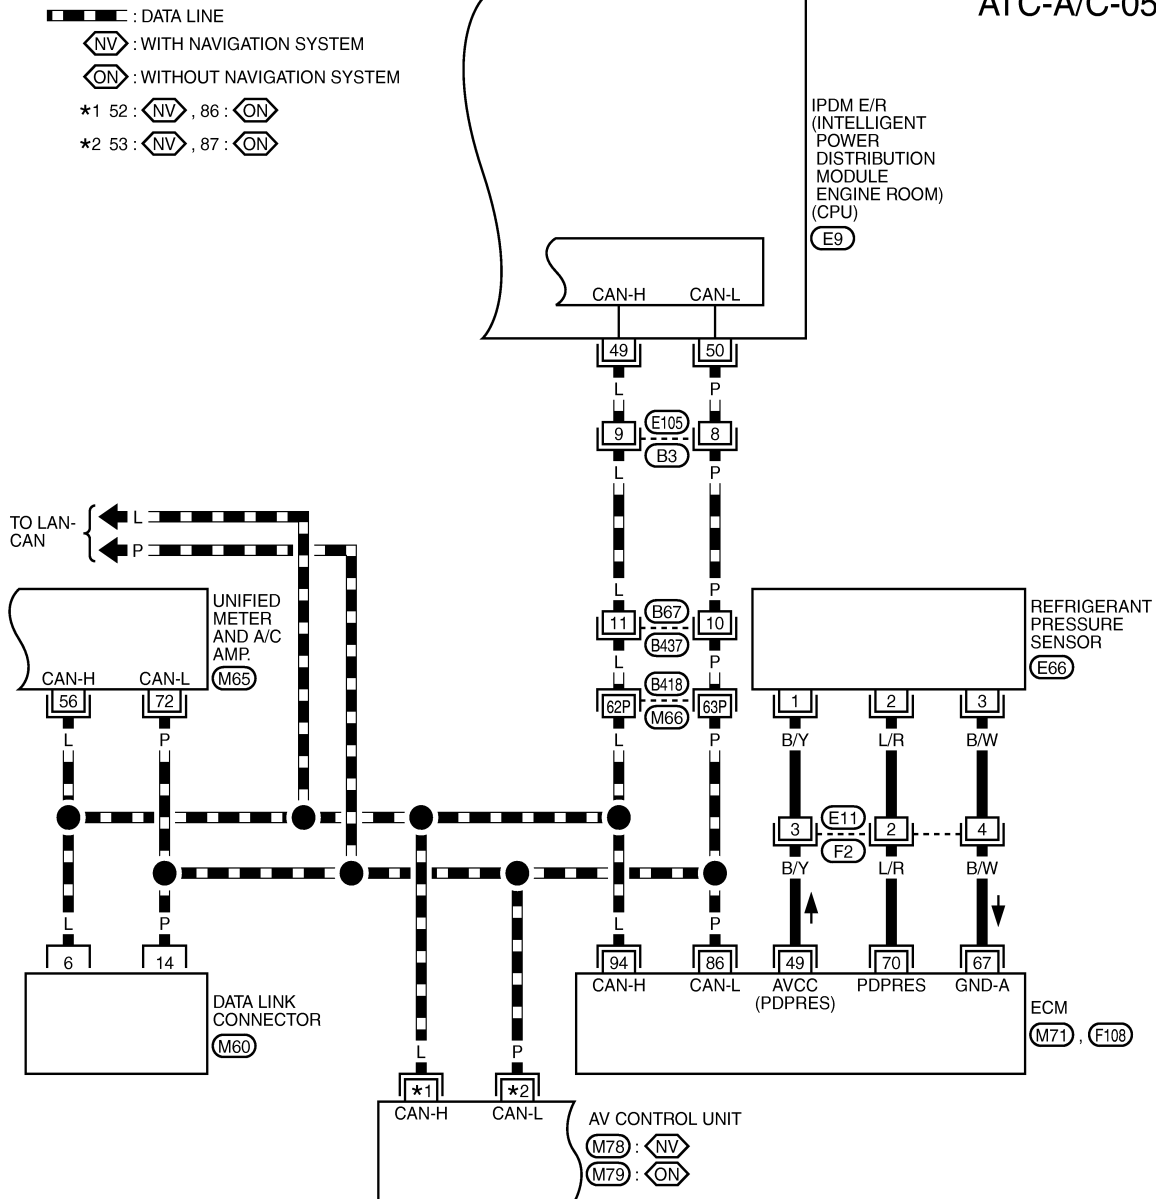 ATC-A/C-05
: DATA LINE
NV : WITH NAVIGATION SYSTEM
ON : WITHOUT NAVIGATION SYSTEM
*1 52 : NV , 86 : ON
*2 53 : NV , 87 : ON
IPDM E/R
(INTELLIGENT
POWER
DISTRIBUTION
MODULE
ENGINE ROOM)
(CPU)
E9
CAN-H CAN-L
49 50
L P
E105
9 8
B3
L P
TO LAN-
CAN
L
P
L P
B67
11 10
B437
L P
B418
62P 63P
M66
L P
UNIFIED
METER
AND A/C
AMP.
M65
CAN-H CAN-L
56 72
L P
REFRIGERANT
PRESSURE
SENSOR
E66
1 2 3
B/Y L/R B/W
E11
3 2 4
F2
B/Y L/R B/W
L P
L P
6 14
DATA LINK
CONNECTOR
M60
94 86 49 70 67
CAN-H CAN-L AVCC PDPRES GND-A
(PDPRES)
ECM
M71 , F108
L P
*1 *2
CAN-H CAN-L
AV CONTROL UNIT
M78 : NV
M79 : ON